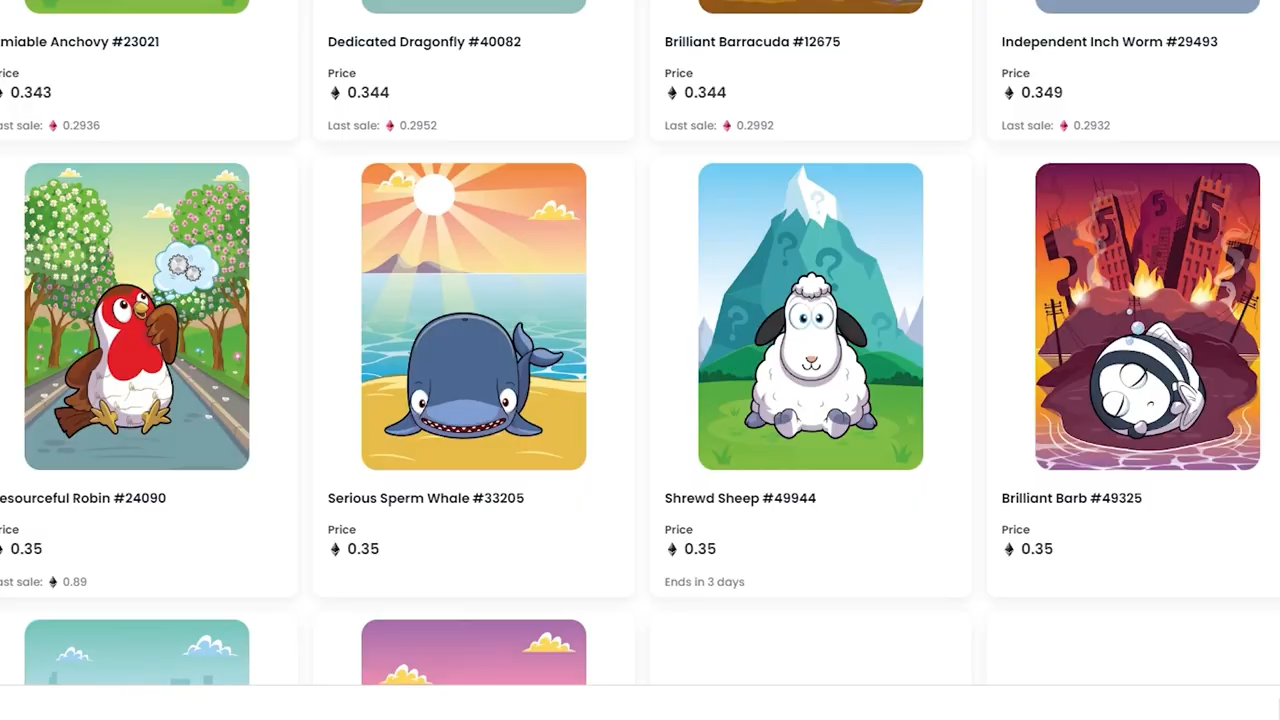 miable Anchovy #23021
Dedicated Dragonfly #40082
Brilliant Barracuda #12675
Independent Inch Worm #29493
rice
Price
Price
Price
0.343
0.344
0.344
0.349
ast sale: 0.2936
Last sale: 0.2952
Last sale: 0.2992
Last sale: 0.2932
?
?
?
?
?
5
5
5
esourceful Robin #24090
Serious Sperm Whale #33205
Shrewd Sheep #49944
Brilliant Barb #49325
rice
Price
Price
Price
0.35
0.35
0.35
0.35
ast sale: 0.89
Ends in 3 days